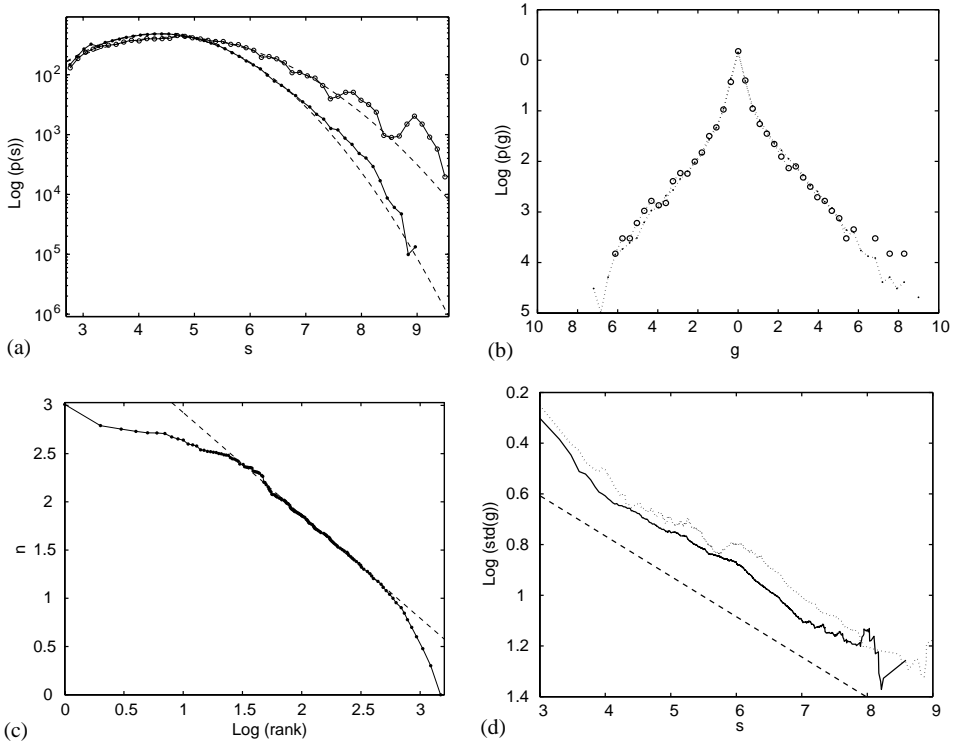 Log (p(s))
10²
10³
10⁴
10⁵
10⁶
3 4 5 6 7 8 9
(a) s
Log (p(g))
1
0
1
2
3
4
5
10 8 6 4 2 0 2 4 6 8 10
(b) g
n
3
2.5
2
1.5
1
0.5
0
0 0.5 1 1.5 2 2.5 3
(c) Log (rank)
Log (std(g))
0.2
0.4
0.6
0.8
1
1.2
1.4
3 4 5 6 7 8 9
(d) s